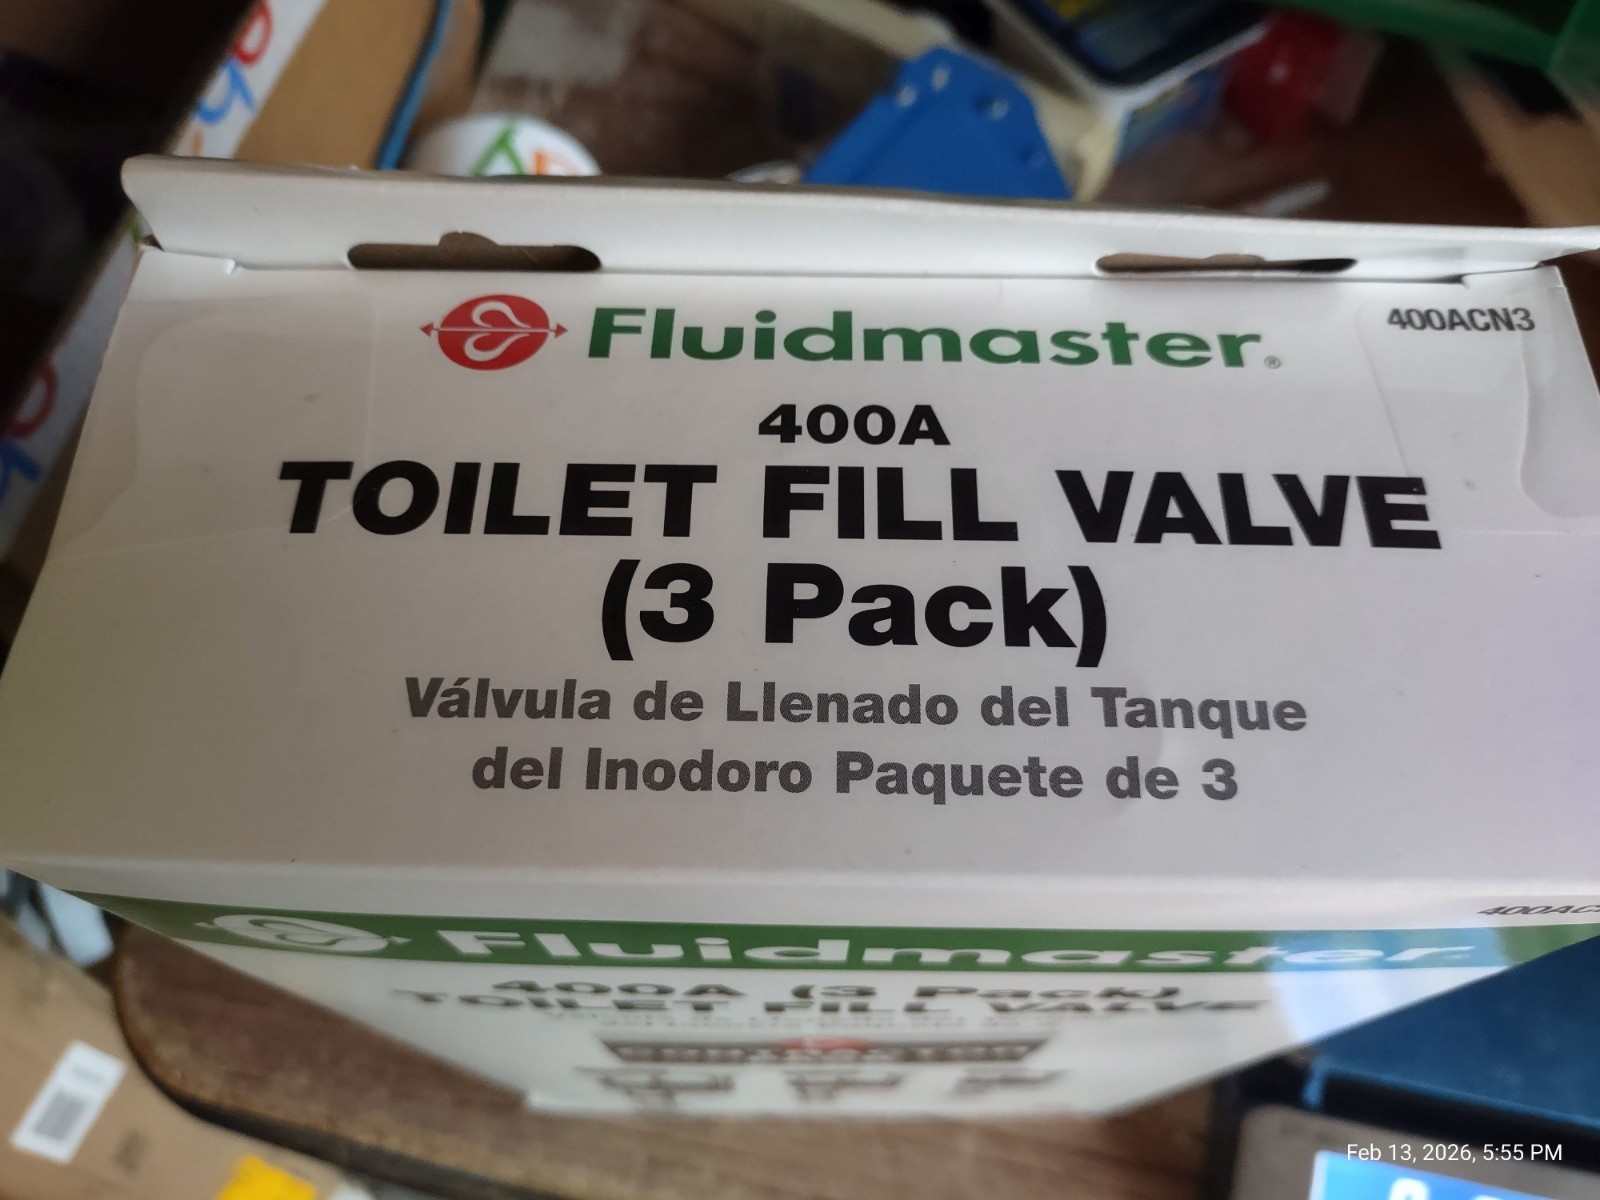 Fluidmaster®
400ACN3
400A
TOILET FILL VALVE
(3 Pack)
Válvula de Llenado del Tanque
del Inodoro Paquete de 3
Fluidmaster
400A (3 Pack)
TOILET FILL VALVE
Feb 13, 2026, 5:55 PM